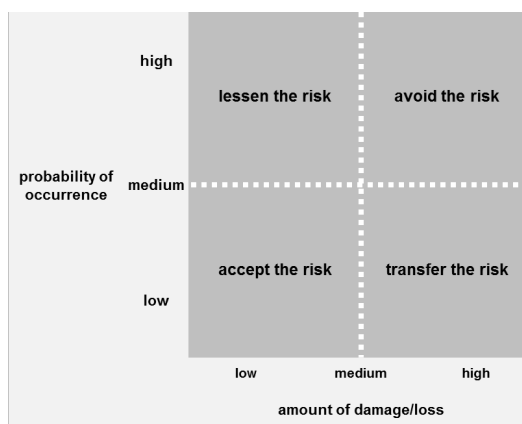 high
lessen the risk
avoid the risk
probability of
occurrence
medium
accept the risk
transfer the risk
low
low
medium
high
amount of damage/loss